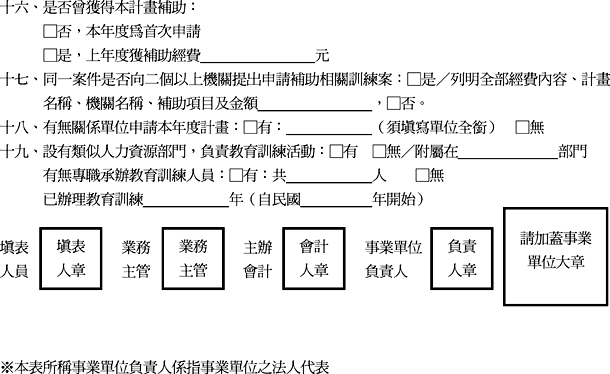 十六、是否曾獲得本計畫補助：
□否，本年度爲首次申請
□是，上年度獲補助經費＿＿＿＿＿＿＿＿元
十七、同一案件是否向二個以上機關提出申請補助相關訓練案：□是／列明全部經費內容、計畫
名稱、機關名稱、補助項目及金額＿＿＿＿＿＿＿＿，□否。
十八、有無關係單位申請本年度計畫：□有：＿＿＿＿＿＿（須填寫單位全銜） □無
十九、設有類似人力資源部門，負責教育訓練活動：□有 □無／附屬在＿＿＿＿＿＿＿部門
有無專職承辦教育訓練人員：□有：共＿＿＿＿＿＿人 □無
已辦理教育訓練＿＿＿＿＿＿年（自民國＿＿＿＿＿年開始）
填表 填表 業務 業務 主辦 會計 事業單位 負責 請加蓋事業
人員 人章 主管 主管 會計 人章 負責人 人章 單位大章
※本表所稱事業單位負責人係指事業單位之法人代表